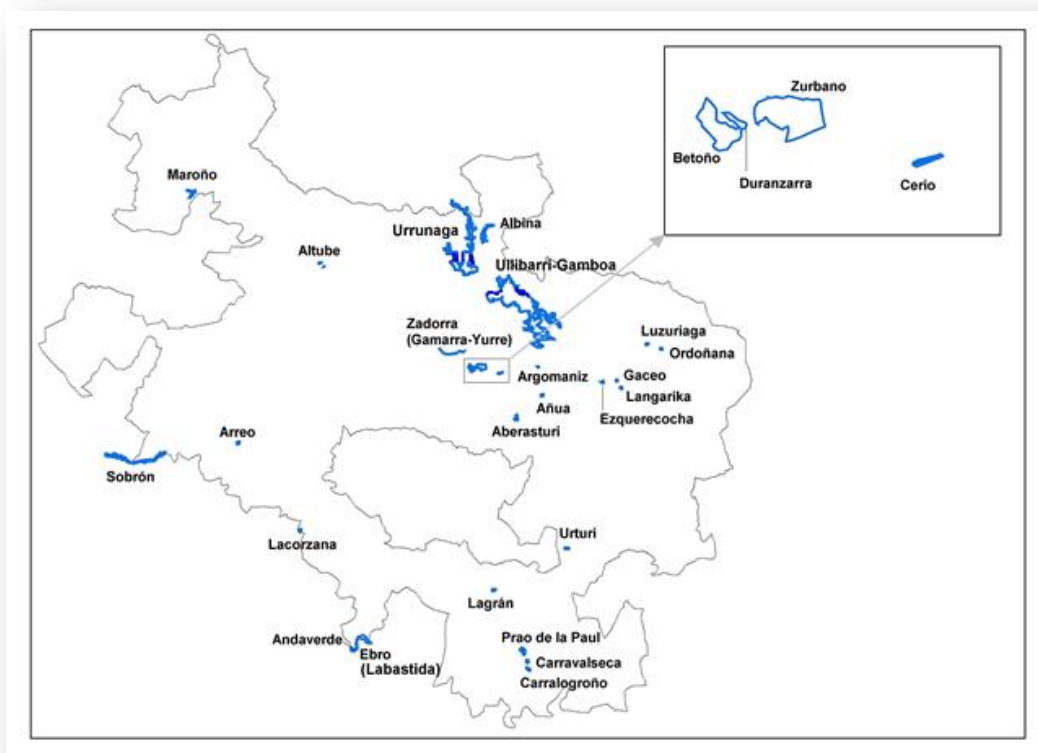 Zurbano
Betoño
Duranzarra
Cerio
Maroño
Altube
Urrunaga
Albina
Ullibarri-Gamboa
Zadorra
(Gamarra-Yurre)
Luzuriaga
Ordoñana
Argomaniz
Gaceo
Langarika
Añua
Ezquerecocha
Aberasturi
Arreo
Sobrón
Lacorzana
Urturi
Lagrán
Andaverde
Ebro
(Labastida)
Prao de la Paul
Carravalseca
Carralogroño